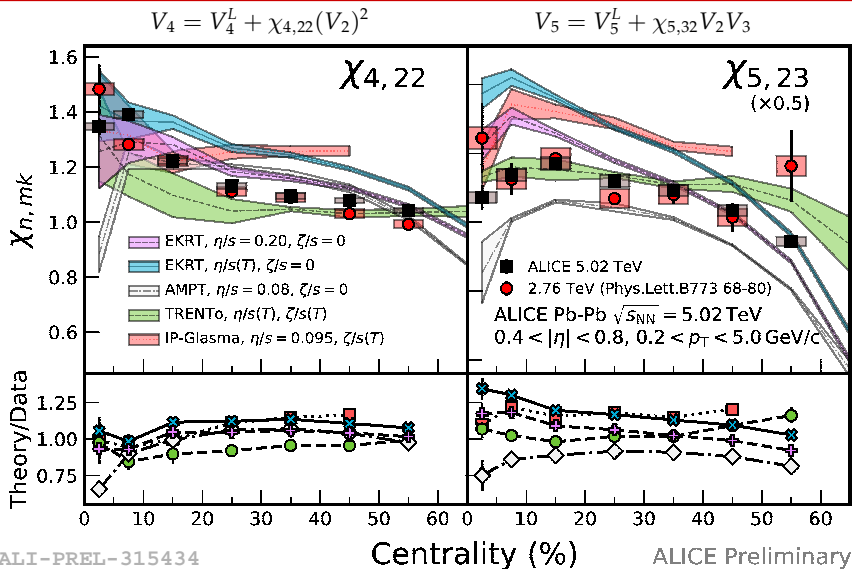 V₄ = V₄ᴸ + χ₄,₂₂(V₂)²
V₅ = V₅ᴸ + χ₅,₃₂V₂V₃
χ₄,₂₂
χ₅,₂₃
(×0.5)
χₙ,ₘₖ
1.6
1.4
1.2
1.0
0.8
0.6
EKRT, η/s = 0.20, ζ/s = 0
EKRT, η/s(T), ζ/s = 0
AMPT, η/s = 0.08, ζ/s = 0
TRENTo, η/s(T), ζ/s(T)
IP-Glasma, η/s = 0.095, ζ/s(T)
ALICE 5.02 TeV
2.76 TeV (Phys.Lett.B773 68-80)
ALICE Pb-Pb √sNN = 5.02 TeV
0.4 < |η| < 0.8, 0.2 < pT < 5.0 GeV/c
Theory/Data
1.25
1.00
0.75
0 10 20 30 40 50 60 0 10 20 30 40 50 60
Centrality (%)
ALI-PREL-315434
ALICE Preliminary